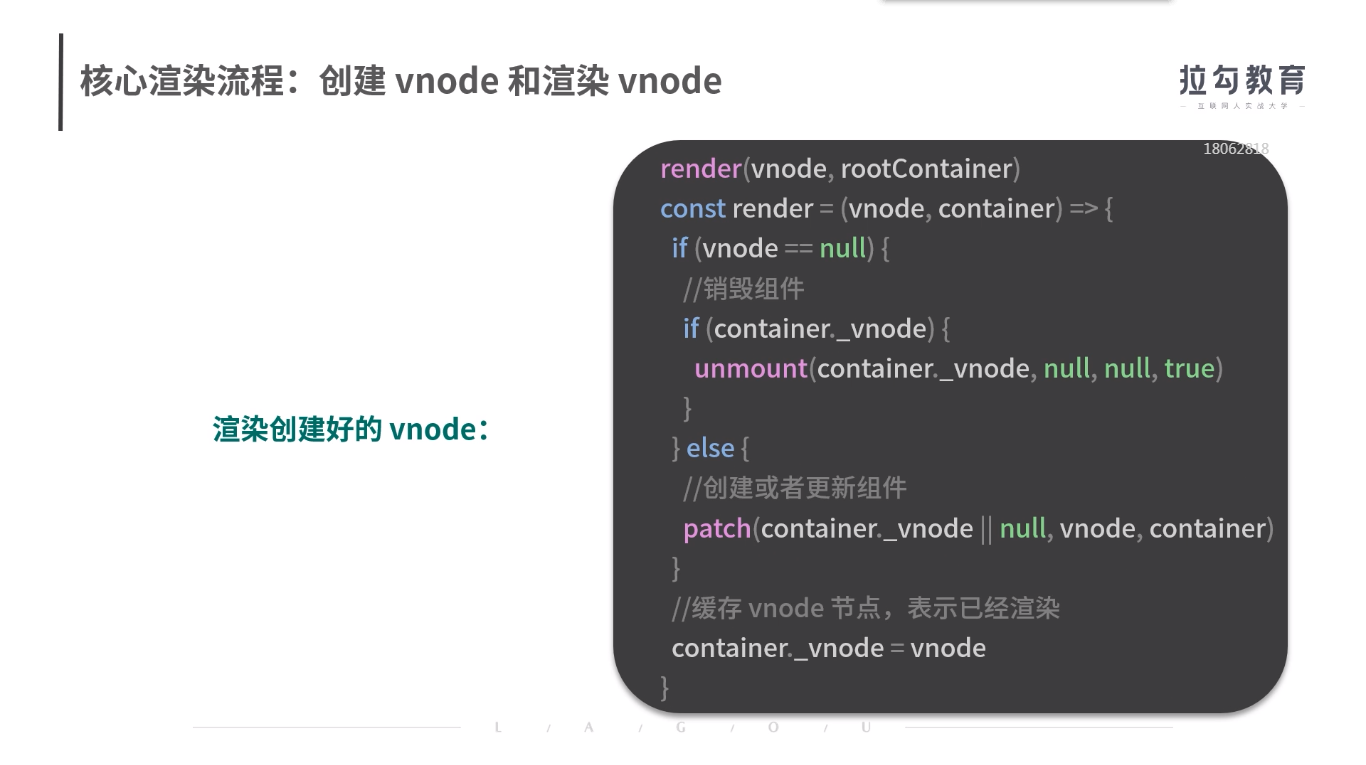 核心渲染流程：创建 vnode 和渲染 vnode
拉勾教育
互联网人实战大学
18062818
render(vnode, rootContainer)
const render = (vnode, container) => {
if (vnode == null) {
//销毁组件
if (container._vnode) {
unmount(container._vnode, null, null, true)
}
} else {
//创建或者更新组件
patch(container._vnode || null, vnode, container)
}
//缓存 vnode 节点，表示已经渲染
container._vnode = vnode
}
渲染创建好的 vnode：
L / A / G / O / U